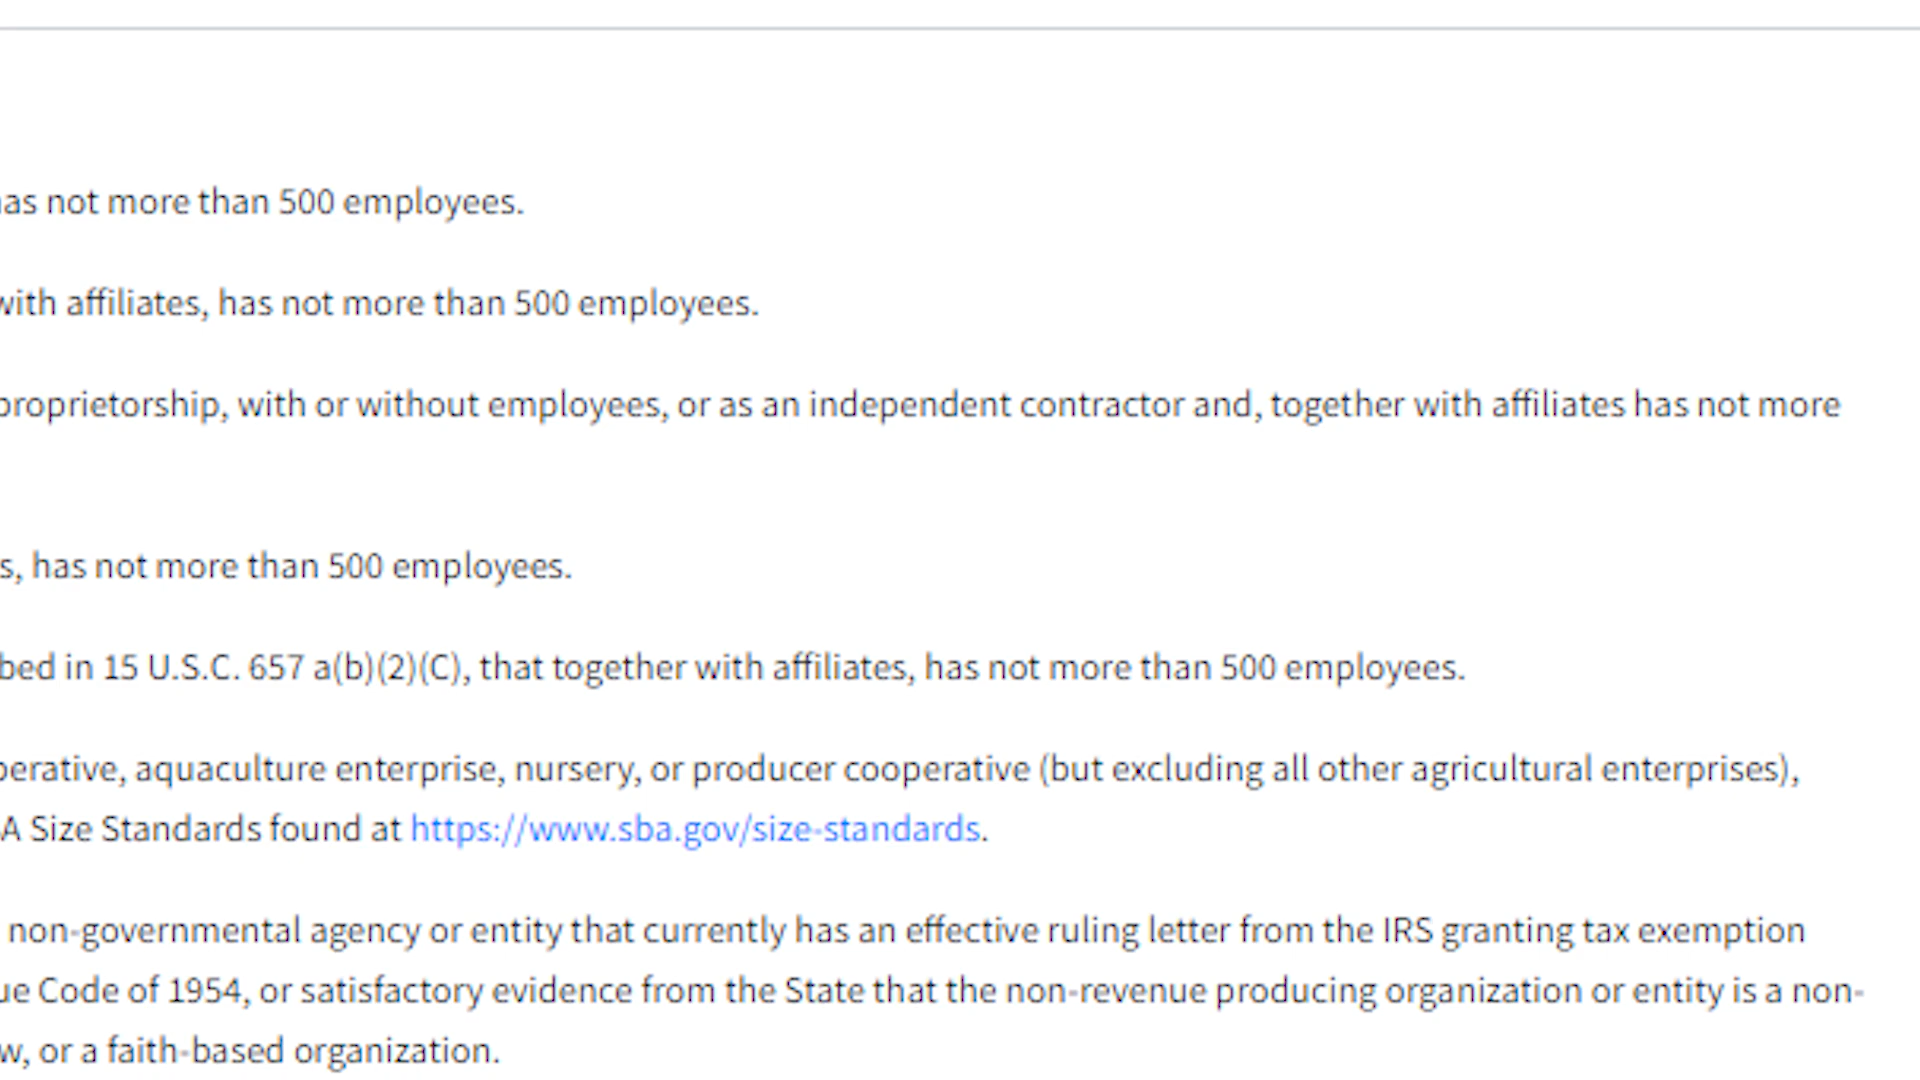 has not more than 500 employees.
with affiliates, has not more than 500 employees.
proprietorship, with or without employees, or as an independent contractor and, together with affiliates has not more
s, has not more than 500 employees.
bed in 15 U.S.C. 657 a(b)(2)(C), that together with affiliates, has not more than 500 employees.
perative, aquaculture enterprise, nursery, or producer cooperative (but excluding all other agricultural enterprises),
A Size Standards found at https://www.sba.gov/size-standards.
non-governmental agency or entity that currently has an effective ruling letter from the IRS granting tax exemption
ue Code of 1954, or satisfactory evidence from the State that the non-revenue producing organization or entity is a non-
w, or a faith-based organization.